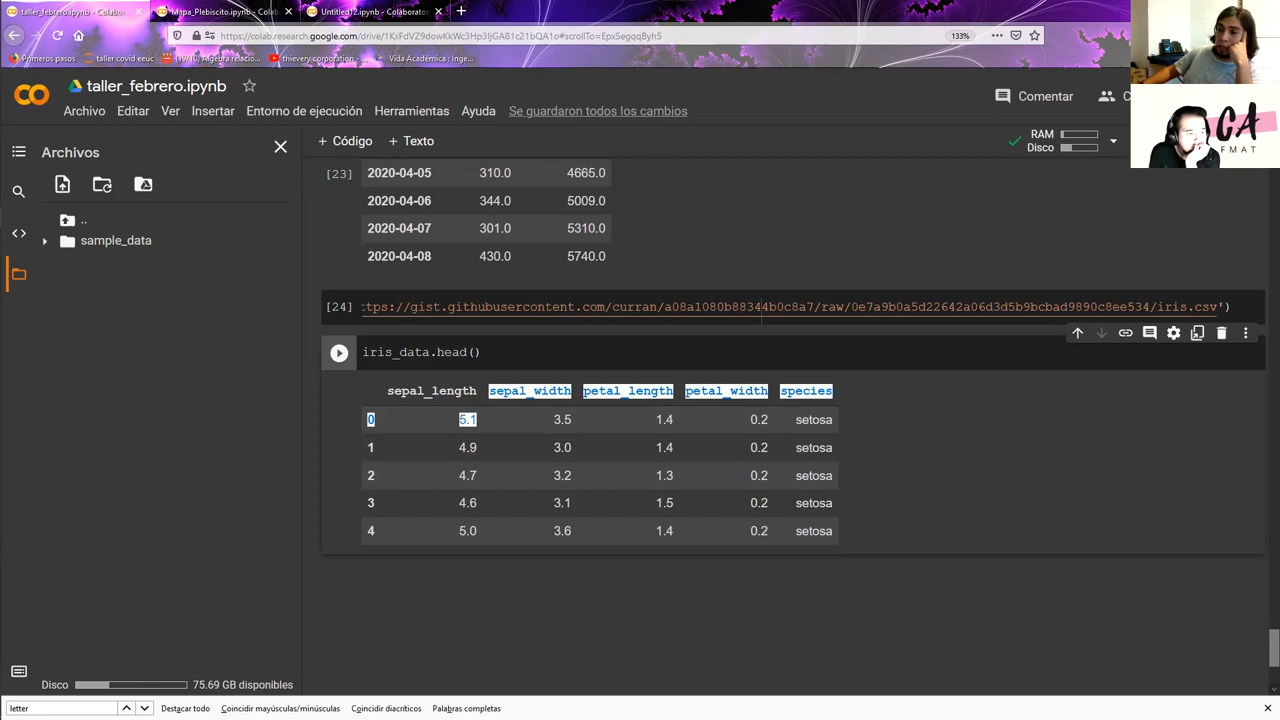 taller_febrero.ipynb - Colabora
Mapa_Plebiscito.ipynb - Colab
Untitled12.ipynb - Colaborator
https://colab.research.google.com/drive/1KxFdVZ9dowKkWc3Hp3IjGA81c21bQA1o#scrollTo=Epx5egqq8yh5
133%
Primeros pasos
taller covid eeuc
(19/10) Álgebra relacio...
thievery corporation - ...
Vida Académica : Inge...
taller_febrero.ipynb
Archivo Editar Ver Insertar Entorno de ejecución Herramientas Ayuda Se guardaron todos los cambios
Comentar
Archivos
+ Código + Texto
RAM
Disco
CA
FMAT
..
sample_data
[23]
2020-04-05 310.0 4665.0
2020-04-06 344.0 5009.0
2020-04-07 301.0 5310.0
2020-04-08 430.0 5740.0
[24] tps://gist.githubusercontent.com/curran/a08a1080b88344b0c8a7/raw/0e7a9b0a5d22642a06d3d5b9bcbad9890c8ee534/iris.csv')
iris_data.head()
sepal_length sepal_width petal_length petal_width species
0 5.1 3.5 1.4 0.2 setosa
1 4.9 3.0 1.4 0.2 setosa
2 4.7 3.2 1.3 0.2 setosa
3 4.6 3.1 1.5 0.2 setosa
4 5.0 3.6 1.4 0.2 setosa
Disco 75.69 GB disponibles
letter
Destacar todo
Coincidir mayúsculas/minúsculas
Coincidir diacríticos
Palabras completas